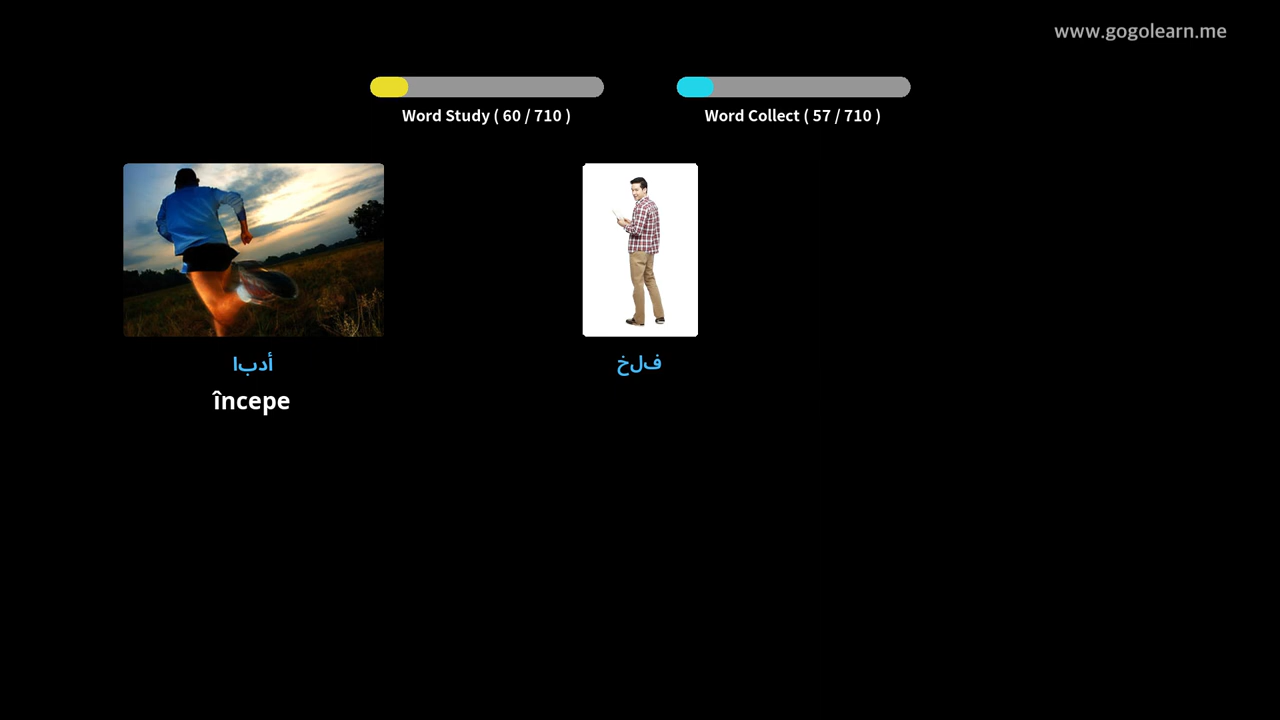 www.gogolearn.me
Word Study ( 60 / 710 )
Word Collect ( 57 / 710 )
أدبا
فلخ
începe